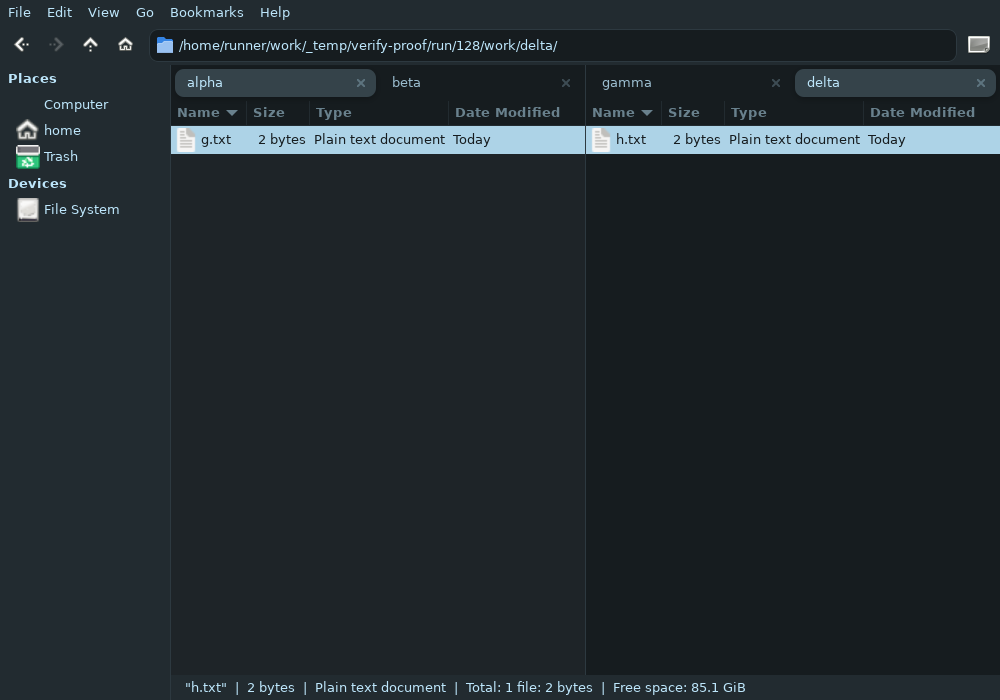 File Edit View Go Bookmarks Help
/home/runner/work/_temp/verify-proof/run/128/work/delta/
Places
Computer
home
Trash
Devices
File System
alpha beta gamma delta
Name Size Type Date Modified Name Size Type Date Modified
g.txt 2 bytes Plain text document Today h.txt 2 bytes Plain text document Today
"h.txt" | 2 bytes | Plain text document | Total: 1 file: 2 bytes | Free space: 85.1 GiB